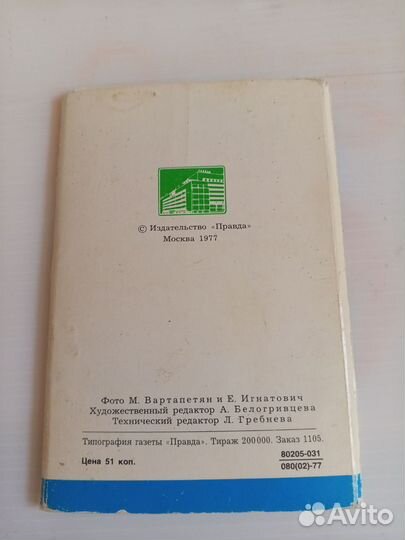 © Издательство «Правда»
Москва 1977
Фото М. Вартапетян и Е. Игнатович
Художественный редактор А. Белогривцева
Технический редактор Л. Гребнева
Типография газеты «Правда». Тираж 200000. Заказ 1105.
Цена 51 коп.
80205-031
080(02)-77
Avito